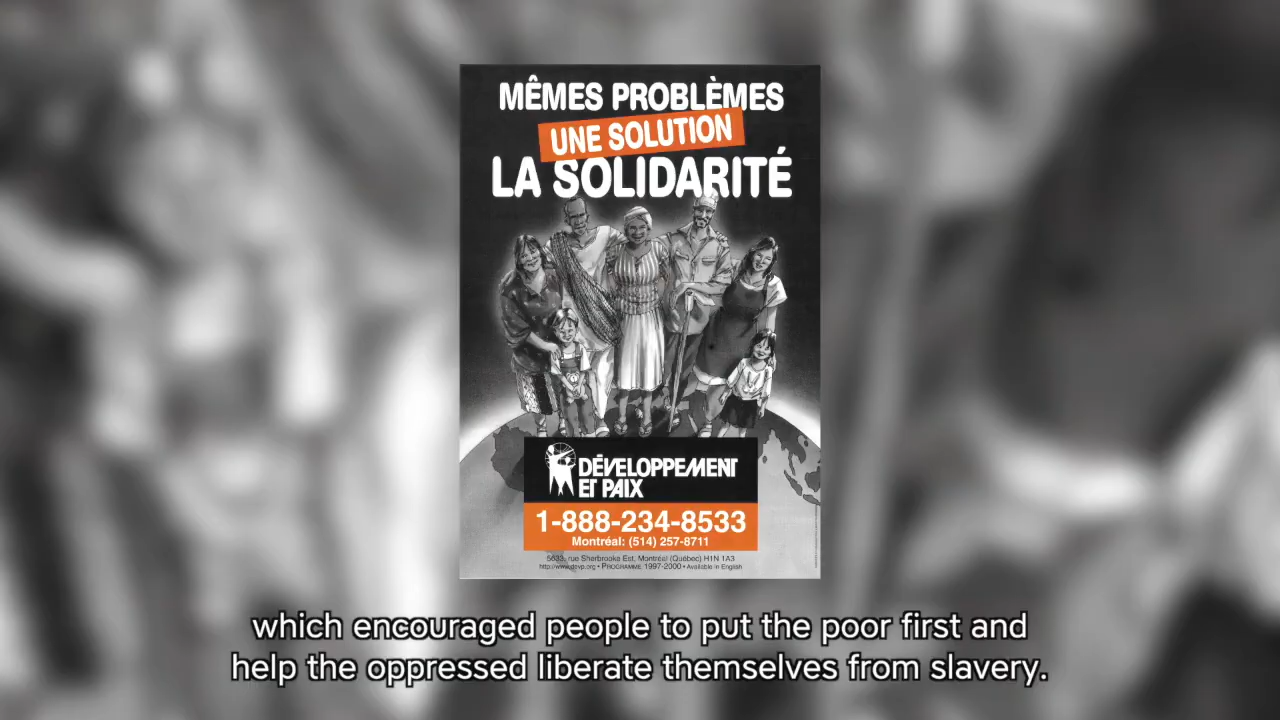 MÊMES PROBLÈMES
UNE SOLUTION
LA SOLIDARITÉ
DÉVELOPPEMENT
ET PAIX
1-888-234-8533
Montréal: (514) 257-8711
5633, rue Sherbrooke Est, Montréal (Québec) H1N 1A3
http://www.devp.org • PROGRAMME 1997-2000 • Available in English
which encouraged people to put the poor first and
help the oppressed liberate themselves from slavery.